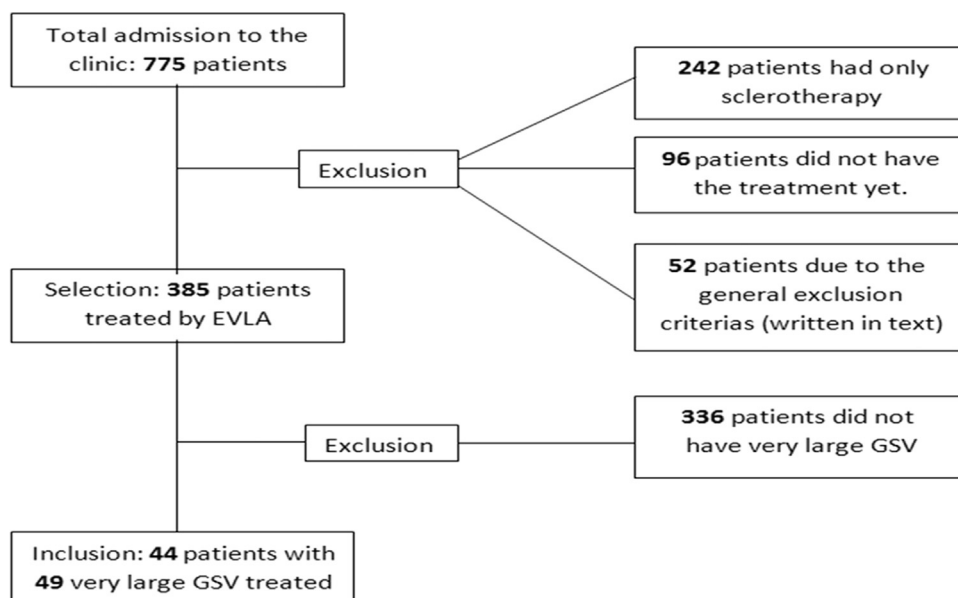 Total admission to the
clinic: 775 patients
242 patients had only
sclerotherapy
Exclusion
96 patients did not have
the treatment yet.
52 patients due to the
general exclusion
criterias (written in text)
Selection: 385 patients
treated by EVLA
336 patients did not
have very large GSV
Exclusion
Inclusion: 44 patients with
49 very large GSV treated